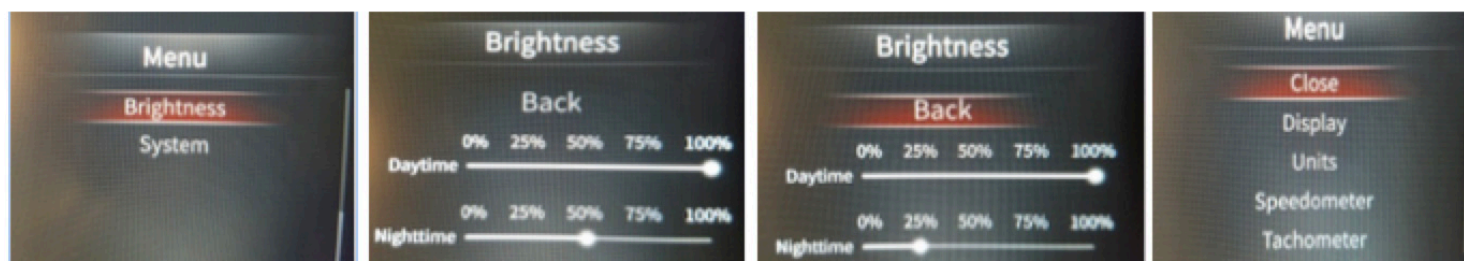 Menu
Brightness
System
Brightness
Back
0% 25% 50% 75% 100%
Daytime
0% 25% 50% 75% 100%
Nighttime
Brightness
Back
0% 25% 50% 75% 100%
Daytime
0% 25% 50% 75% 100%
Nighttime
Menu
Close
Display
Units
Speedometer
Tachometer